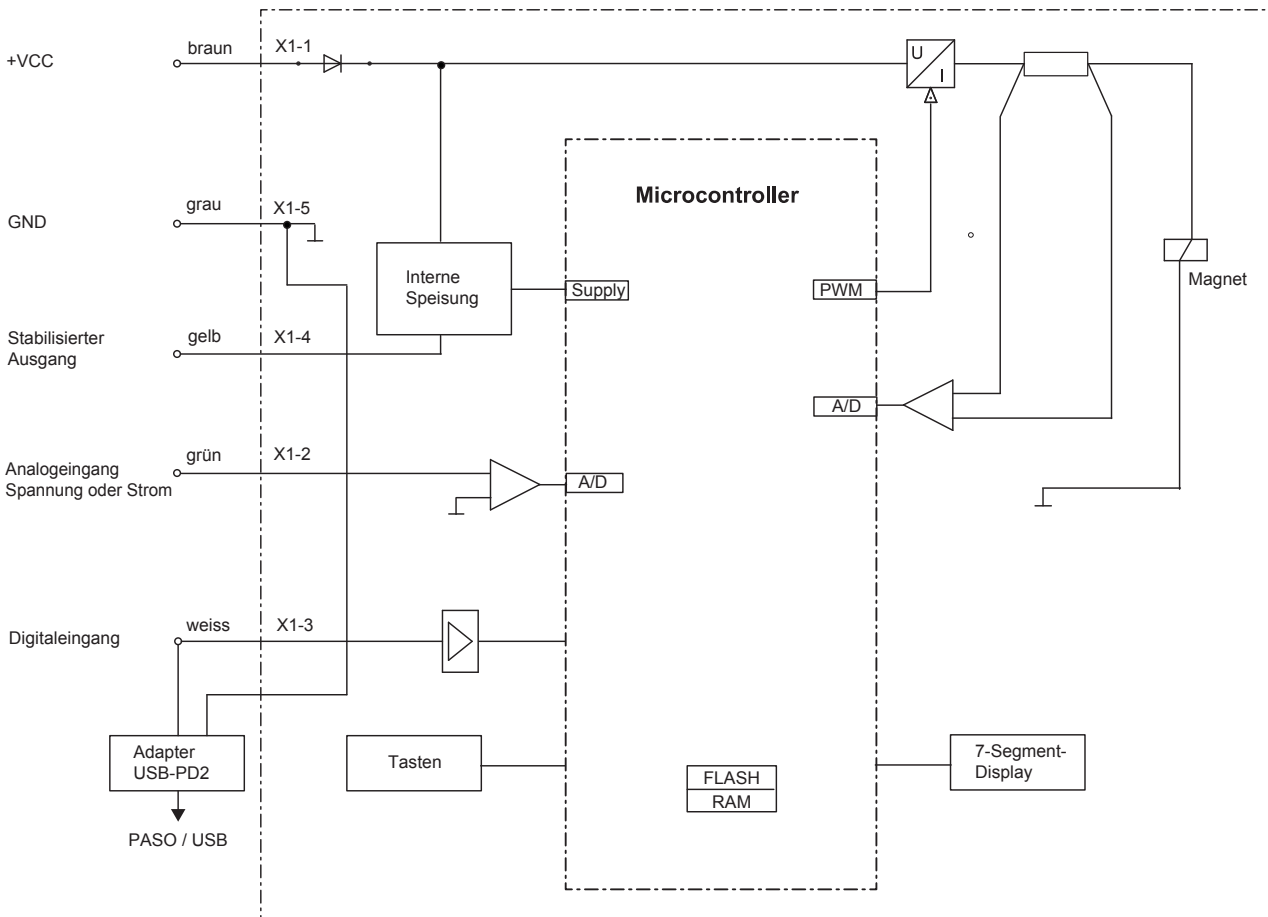 +VCC
braun
X1-1
U
I
Microcontroller
GND
grau
X1-5
Interne
Speisung
Supply
PWM
Magnet
Stabilisierter
Ausgang
gelb
X1-4
A/D
Analogeingang
Spannung oder Strom
grün
X1-2
A/D
Digitaleingang
weiss
X1-3
Adapter
USB-PD2
Tasten
FLASH
RAM
7-Segment-
Display
PASO / USB